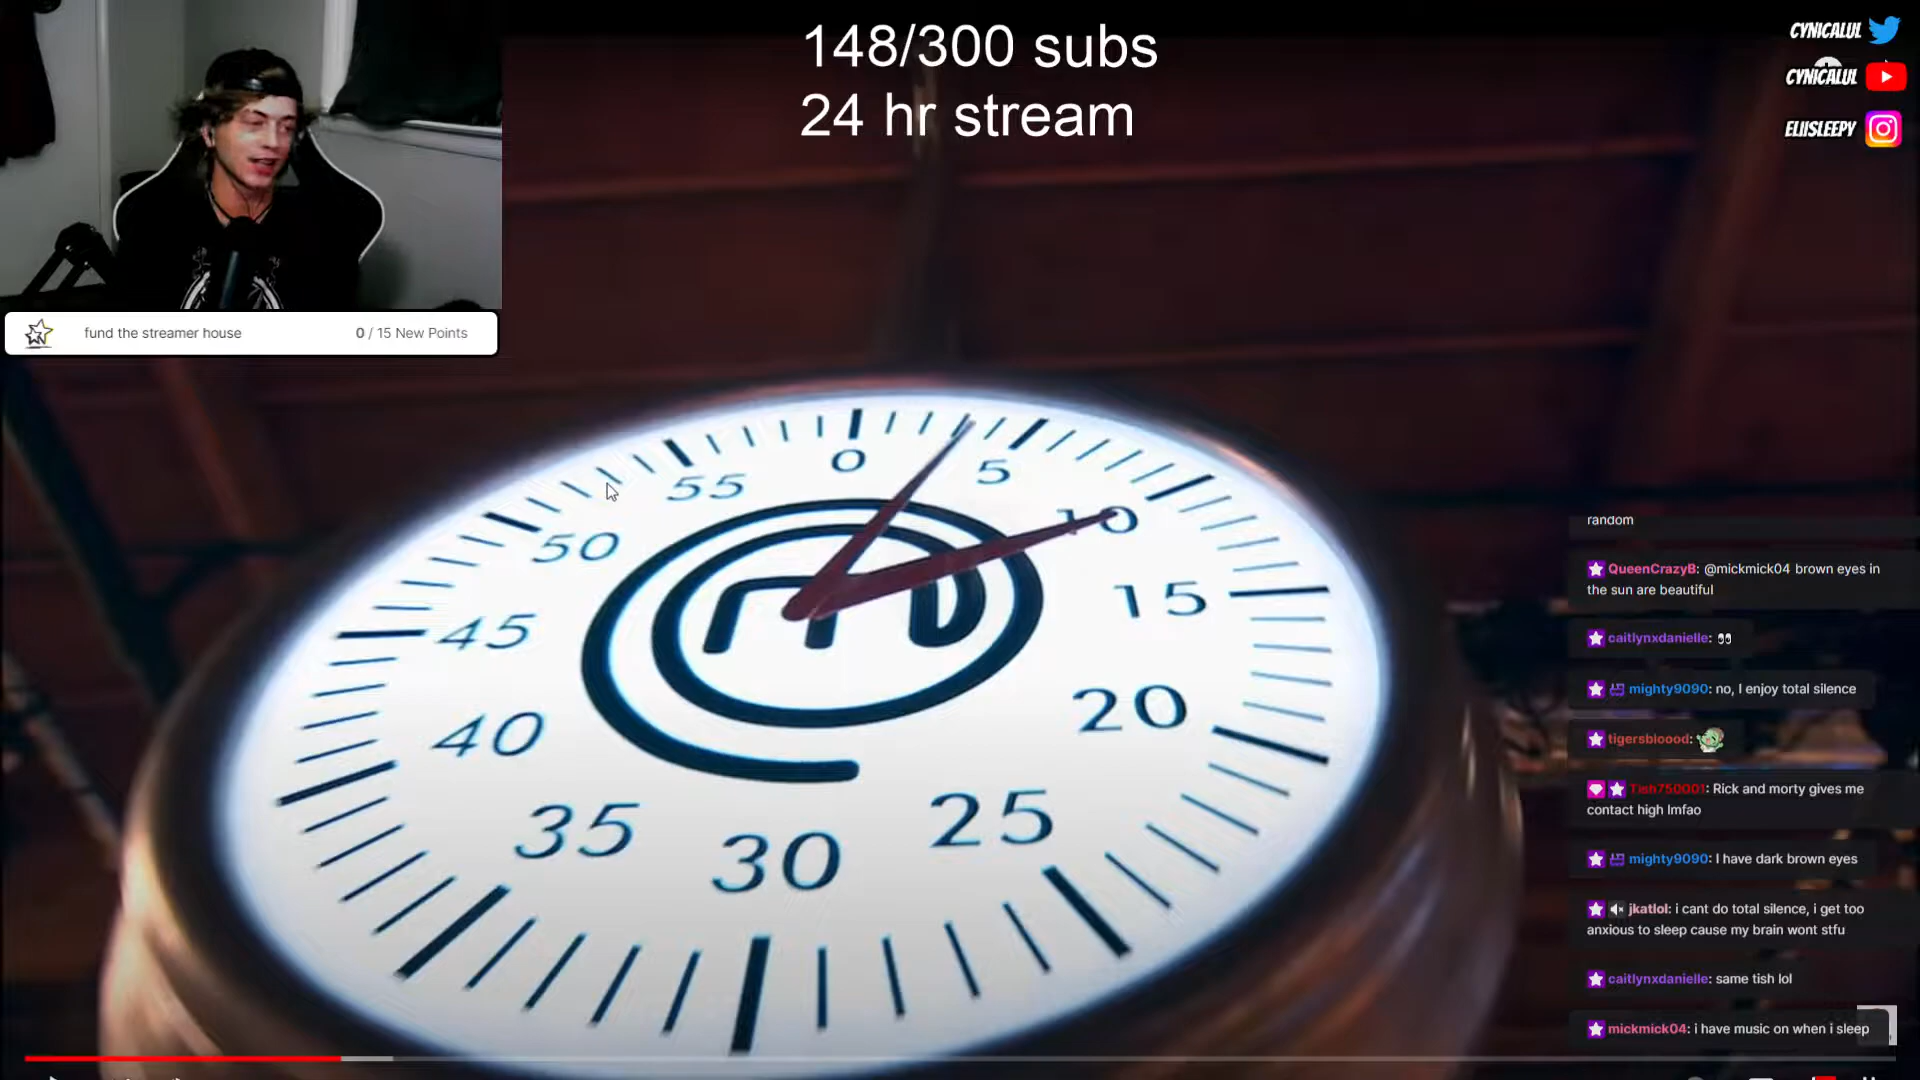 148/300 subs
24 hr stream
CYNICALUL
CYNICALUL
ELIISLEEPY
fund the streamer house 0 / 15 New Points
0
5
10
15
20
25
30
35
40
45
50
55
m
random
QueenCrazyB: @mickmick04 brown eyes in
the sun are beautiful
caitlynxdanielle: 👀
mighty9090: no, I enjoy total silence
tigersbloood:
Tish750001: Rick and morty gives me
contact high lmfao
mighty9090: I have dark brown eyes
jkatlol: i cant do total silence, i get too
anxious to sleep cause my brain wont stfu
caitlynxdanielle: same tish lol
mickmick04: i have music on when i sleep